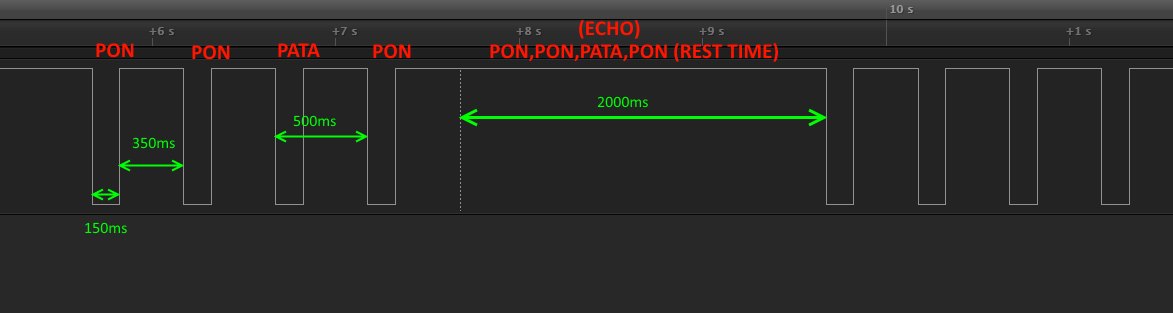 10 s
+6 s +7 s +8 s (ECHO) +9 s +1 s
PON PON PATA PON PON,PON,PATA,PON (REST TIME)
2000ms
500ms
350ms
150ms